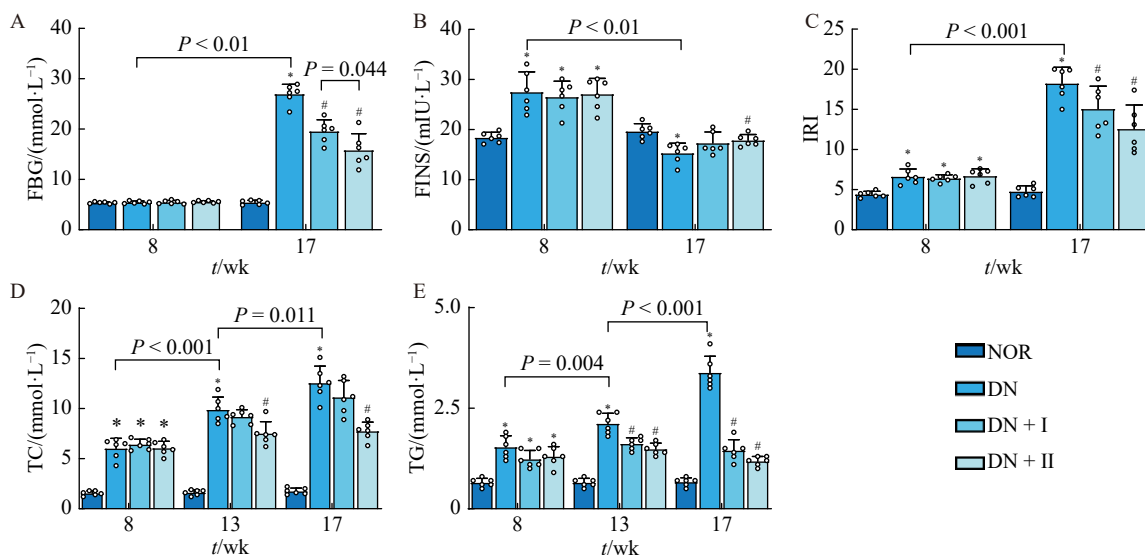 A
FBG/(mmol·L⁻¹)
40
30
20
10
0
P < 0.01
*
P = 0.044
#
#
8
17
t/wk
B
FINS/(mIU·L⁻¹)
40
30
20
10
0
P < 0.01
*
*
*
*
#
8
17
t/wk
C
IRI
25
20
15
10
5
0
P < 0.001
*
*
*
*
#
#
8
17
t/wk
D
TC/(mmol·L⁻¹)
20
15
10
5
0
P = 0.011
P < 0.001
*
*
*
*
#
*
#
8
13
17
t/wk
E
TG/(mmol·L⁻¹)
5.0
2.5
0
P < 0.001
P = 0.004
*
*
*
*
#
#
*
#
#
8
13
17
t/wk
NOR
DN
DN + I
DN + II